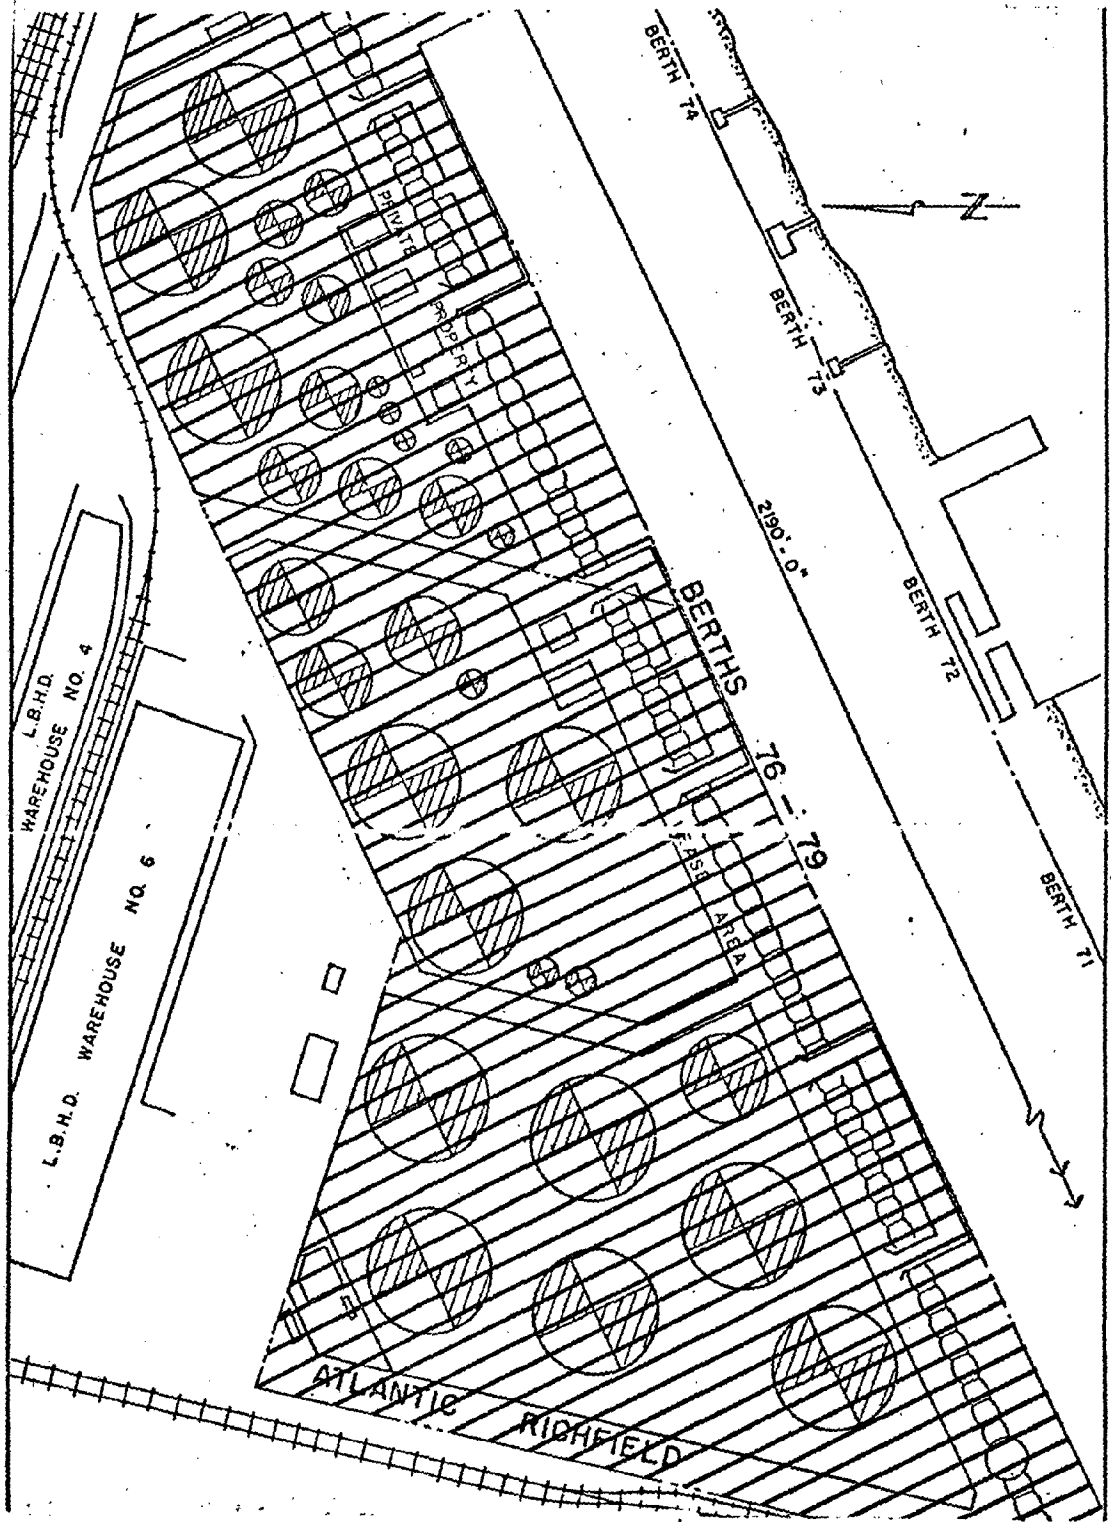 BERTH 74
N
PRIVATE
PROPERTY
BERTH 73
2190'-0"
BERTHS 76-79
BERTH 72
L.B.H.D.
WAREHOUSE NO. 4
L.B.H.D. WAREHOUSE NO. 6
LEASE AREA
BERTH 71
ATLANTIC RICHFIELD